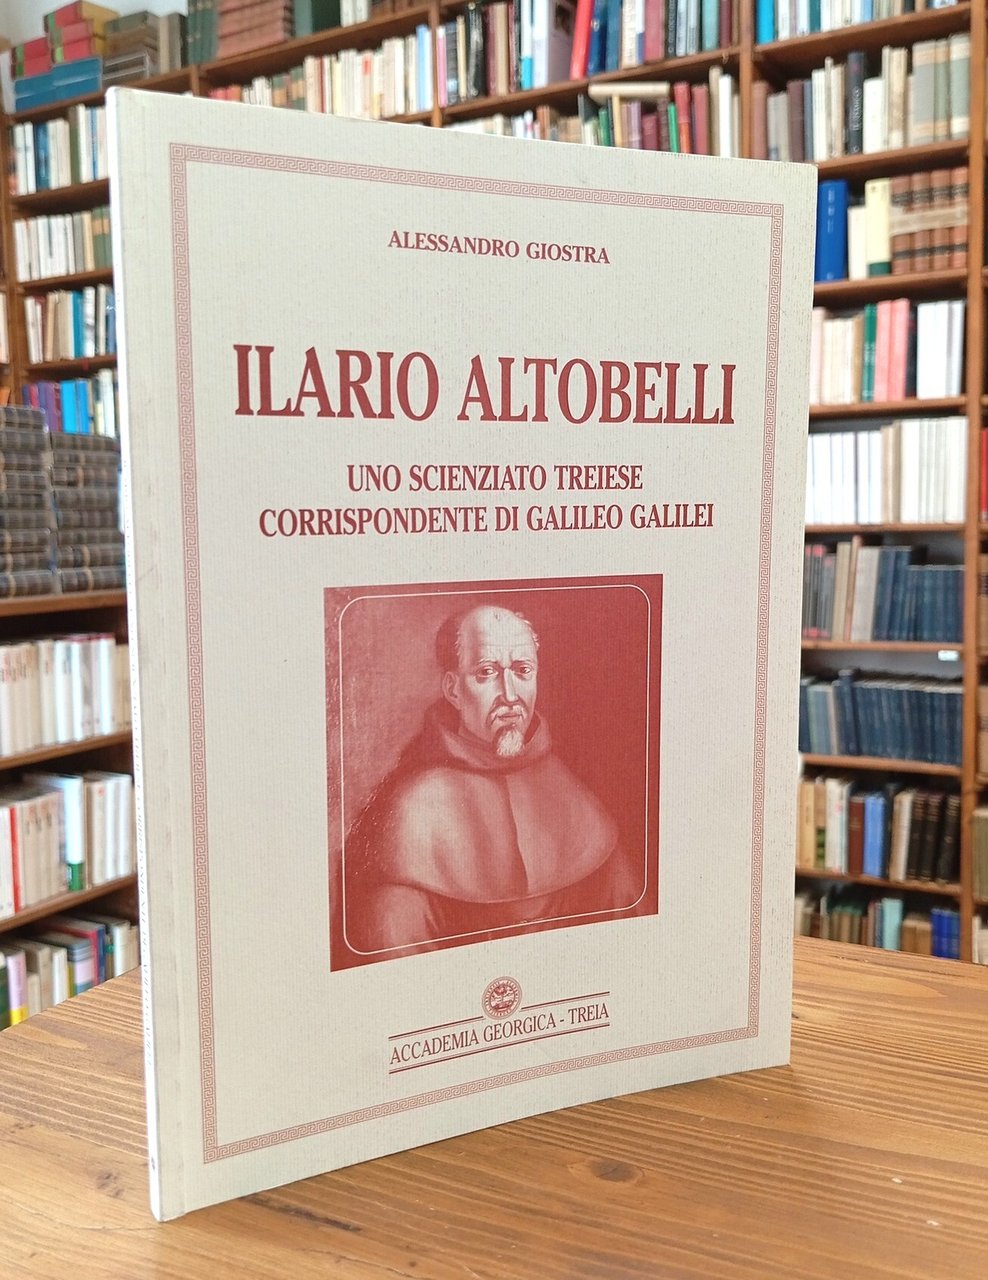 ALESSANDRO GIOSTRA
ILARIO ALTOBELLI
UNO SCIENZIATO TREIESE
CORRISPONDENTE DI GALILEO GALILEI
ACCADEMIA GEORGICA - TREIA